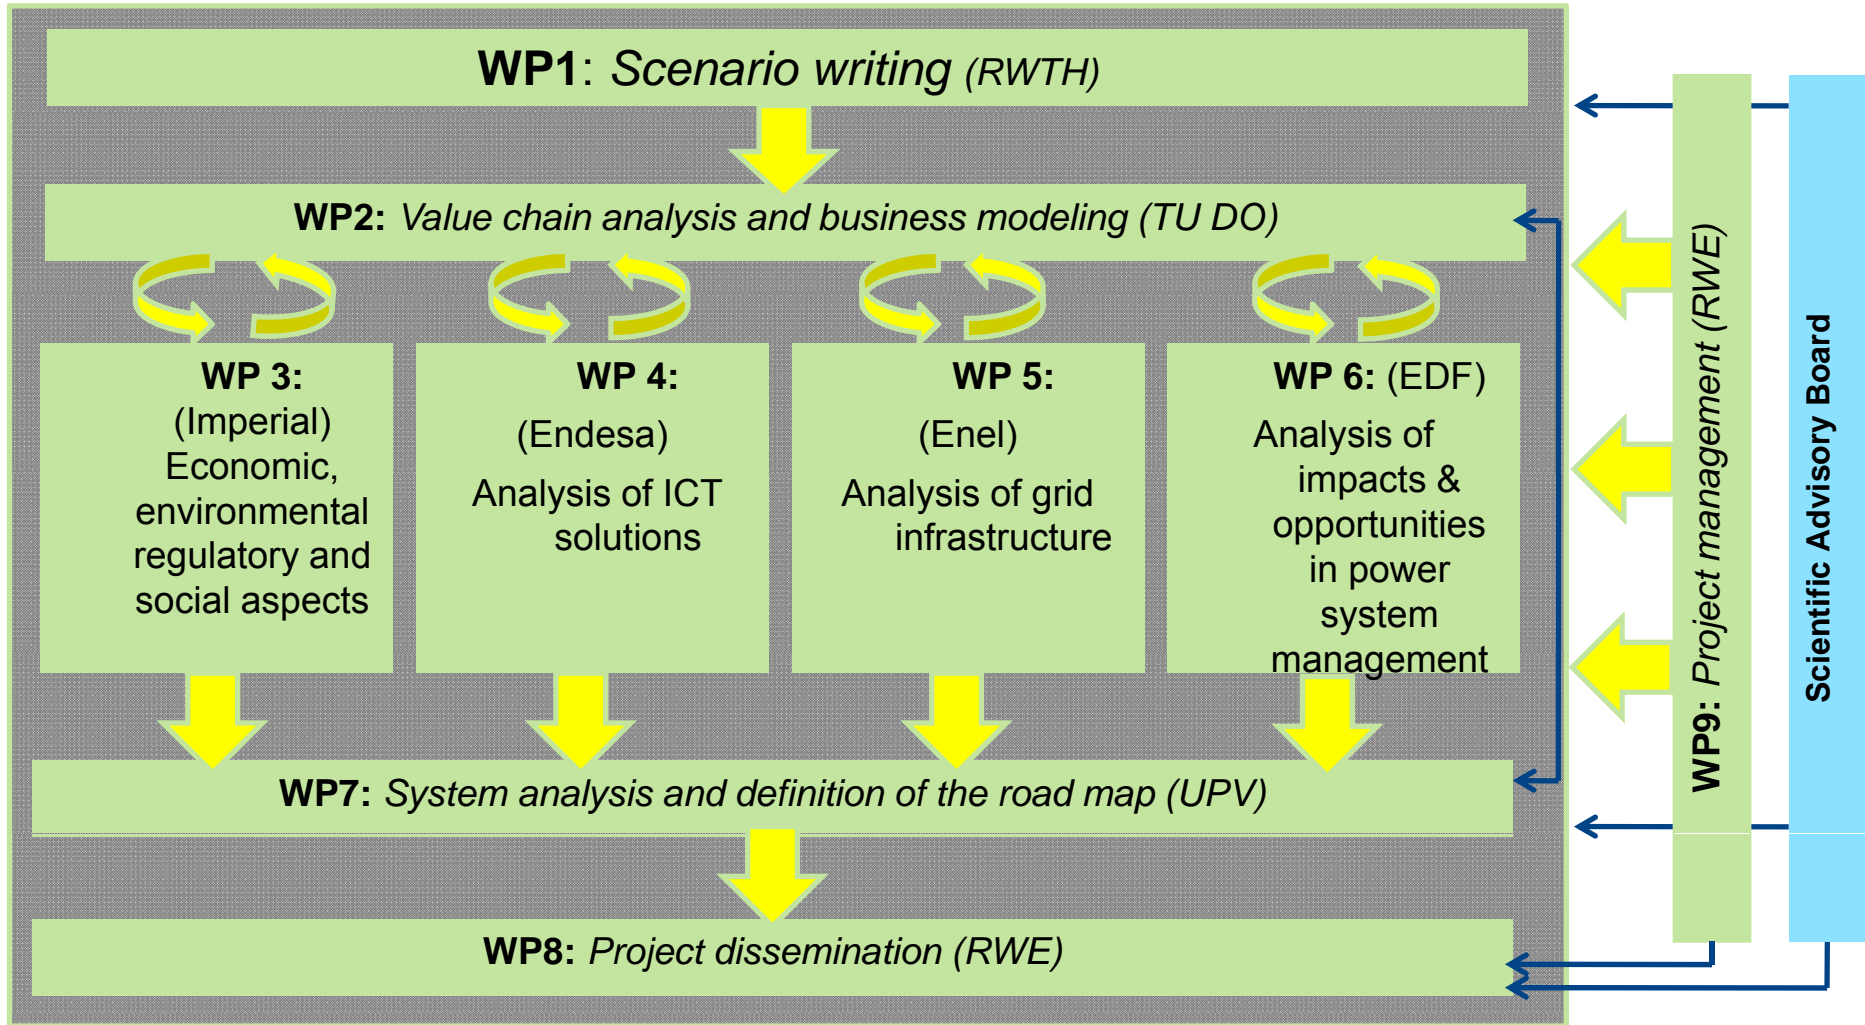 WP1: Scenario writing (RWTH)
WP2: Value chain analysis and business modeling (TU DO)
WP 3:
(Imperial)
Economic,
environmental
regulatory and
social aspects
WP 4:
(Endesa)
Analysis of ICT
solutions
WP 5:
(Enel)
Analysis of grid
infrastructure
WP 6: (EDF)
Analysis of
impacts &
opportunities
in power
system
management
WP7: System analysis and definition of the road map (UPV)
WP8: Project dissemination (RWE)
WP9: Project management (RWE)
Scientific Advisory Board